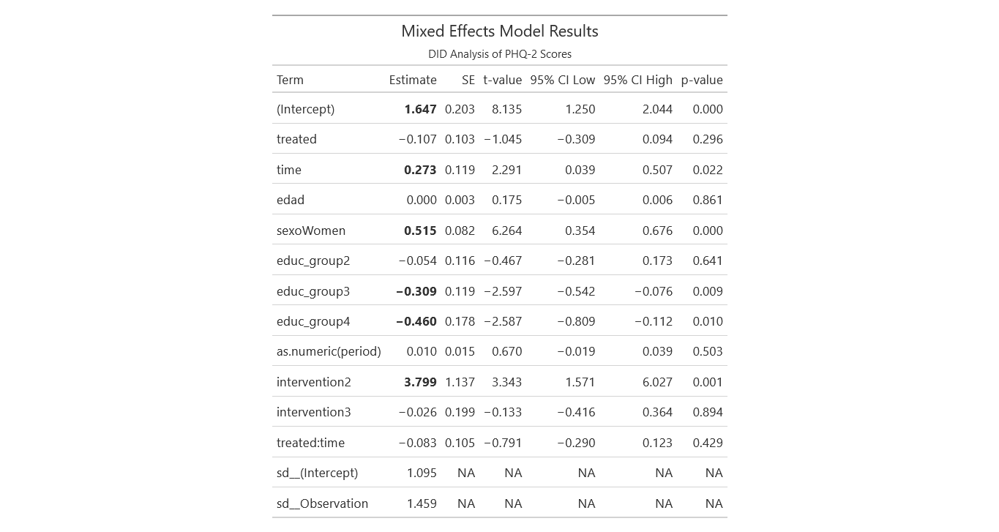 Mixed Effects Model Results
DID Analysis of PHQ-2 Scores
Term Estimate SE t-value 95% CI Low 95% CI High p-value
(Intercept) 1.647 0.203 8.135 1.250 2.044 0.000
treated −0.107 0.103 −1.045 −0.309 0.094 0.296
time 0.273 0.119 2.291 0.039 0.507 0.022
edad 0.000 0.003 0.175 −0.005 0.006 0.861
sexoWomen 0.515 0.082 6.264 0.354 0.676 0.000
educ_group2 −0.054 0.116 −0.467 −0.281 0.173 0.641
educ_group3 −0.309 0.119 −2.597 −0.542 −0.076 0.009
educ_group4 −0.460 0.178 −2.587 −0.809 −0.112 0.010
as.numeric(period) 0.010 0.015 0.670 −0.019 0.039 0.503
intervention2 3.799 1.137 3.343 1.571 6.027 0.001
intervention3 −0.026 0.199 −0.133 −0.416 0.364 0.894
treated:time −0.083 0.105 −0.791 −0.290 0.123 0.429
sd__(Intercept) 1.095 NA NA NA NA NA
sd__Observation 1.459 NA NA NA NA NA